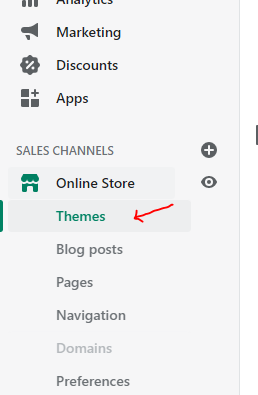 Analytics
Marketing
Discounts
Apps
SALES CHANNELS
Online Store
Themes
Blog posts
Pages
Navigation
Domains
Preferences